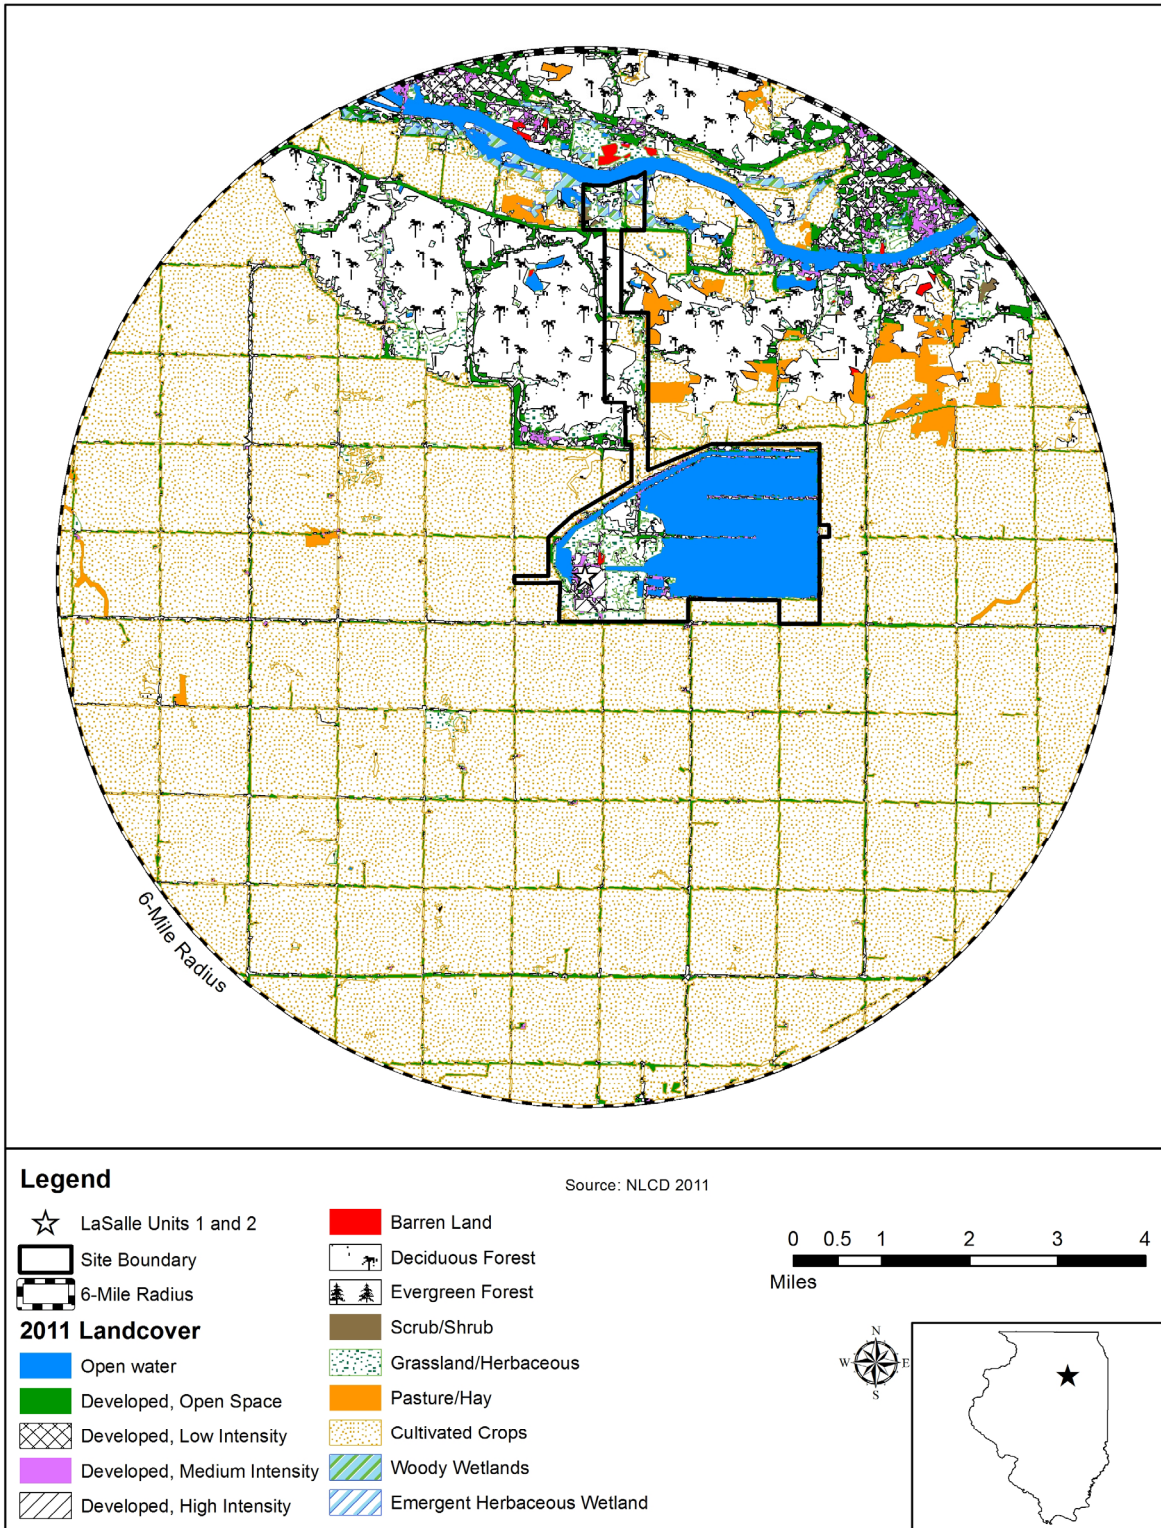 6-Mile Radius
Legend
Source: NLCD 2011
LaSalle Units 1 and 2
Site Boundary
6-Mile Radius
2011 Landcover
Open water
Developed, Open Space
Developed, Low Intensity
Developed, Medium Intensity
Developed, High Intensity
Barren Land
Deciduous Forest
Evergreen Forest
Scrub/Shrub
Grassland/Herbaceous
Pasture/Hay
Cultivated Crops
Woody Wetlands
Emergent Herbaceous Wetland
0 0.5 1 2 3 4
Miles
N
W E
S